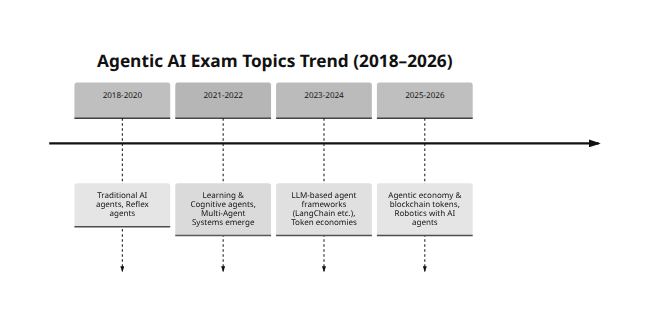 Agentic AI Exam Topics Trend (2018–2026)
2018-2020
2021-2022
2023-2024
2025-2026
Traditional AI
agents, Reflex
agents
Learning &
Cognitive agents,
Multi-Agent
Systems emerge
LLM-based agent
frameworks
(LangChain etc.),
Token economies
Agentic economy &
blockchain tokens,
Robotics with AI
agents